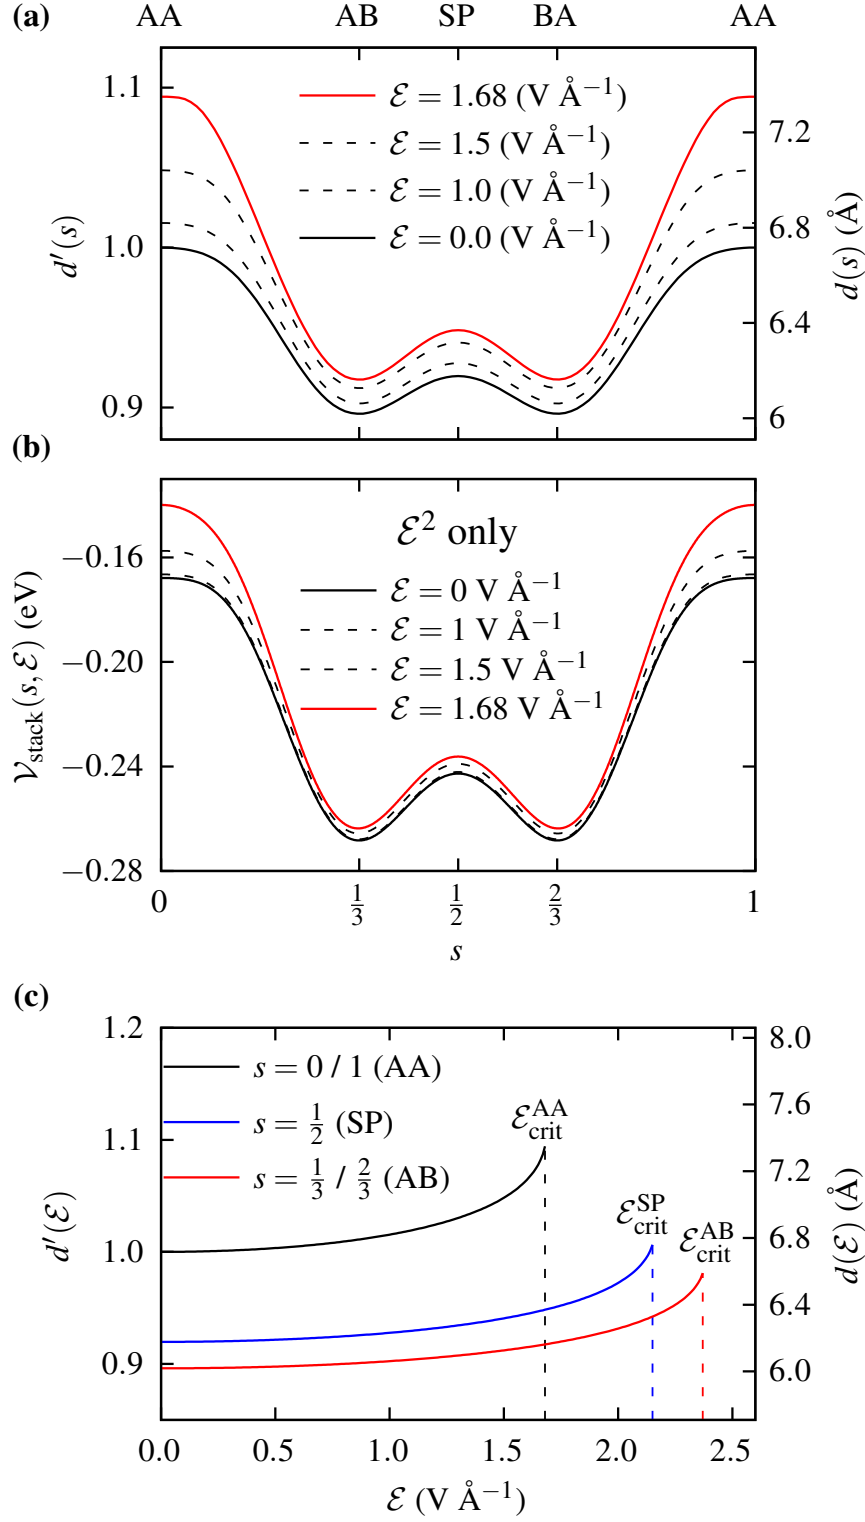 (a)
AA AB SP BA AA
1.1
1.0
0.9
d′(s)
ℰ = 1.68 (V Å⁻¹)
ℰ = 1.5 (V Å⁻¹)
ℰ = 1.0 (V Å⁻¹)
ℰ = 0.0 (V Å⁻¹)
7.2
6.8
6.4
6
d(s) (Å)
(b)
−0.16
−0.20
−0.24
−0.28
𝒱stack(s,ℰ) (eV)
ℰ² only
ℰ = 0 V Å⁻¹
ℰ = 1 V Å⁻¹
ℰ = 1.5 V Å⁻¹
ℰ = 1.68 V Å⁻¹
0 1/3 1/2 2/3 1
s
(c)
1.2
1.1
1.0
0.9
d′(ℰ)
s = 0 / 1 (AA)
s = 1/2 (SP)
s = 1/3 / 2/3 (AB)
ℰ^AA_crit
ℰ^SP_crit
ℰ^AB_crit
8.0
7.6
7.2
6.8
6.4
6.0
d(ℰ) (Å)
0.0 0.5 1.0 1.5 2.0 2.5
ℰ (V Å⁻¹)